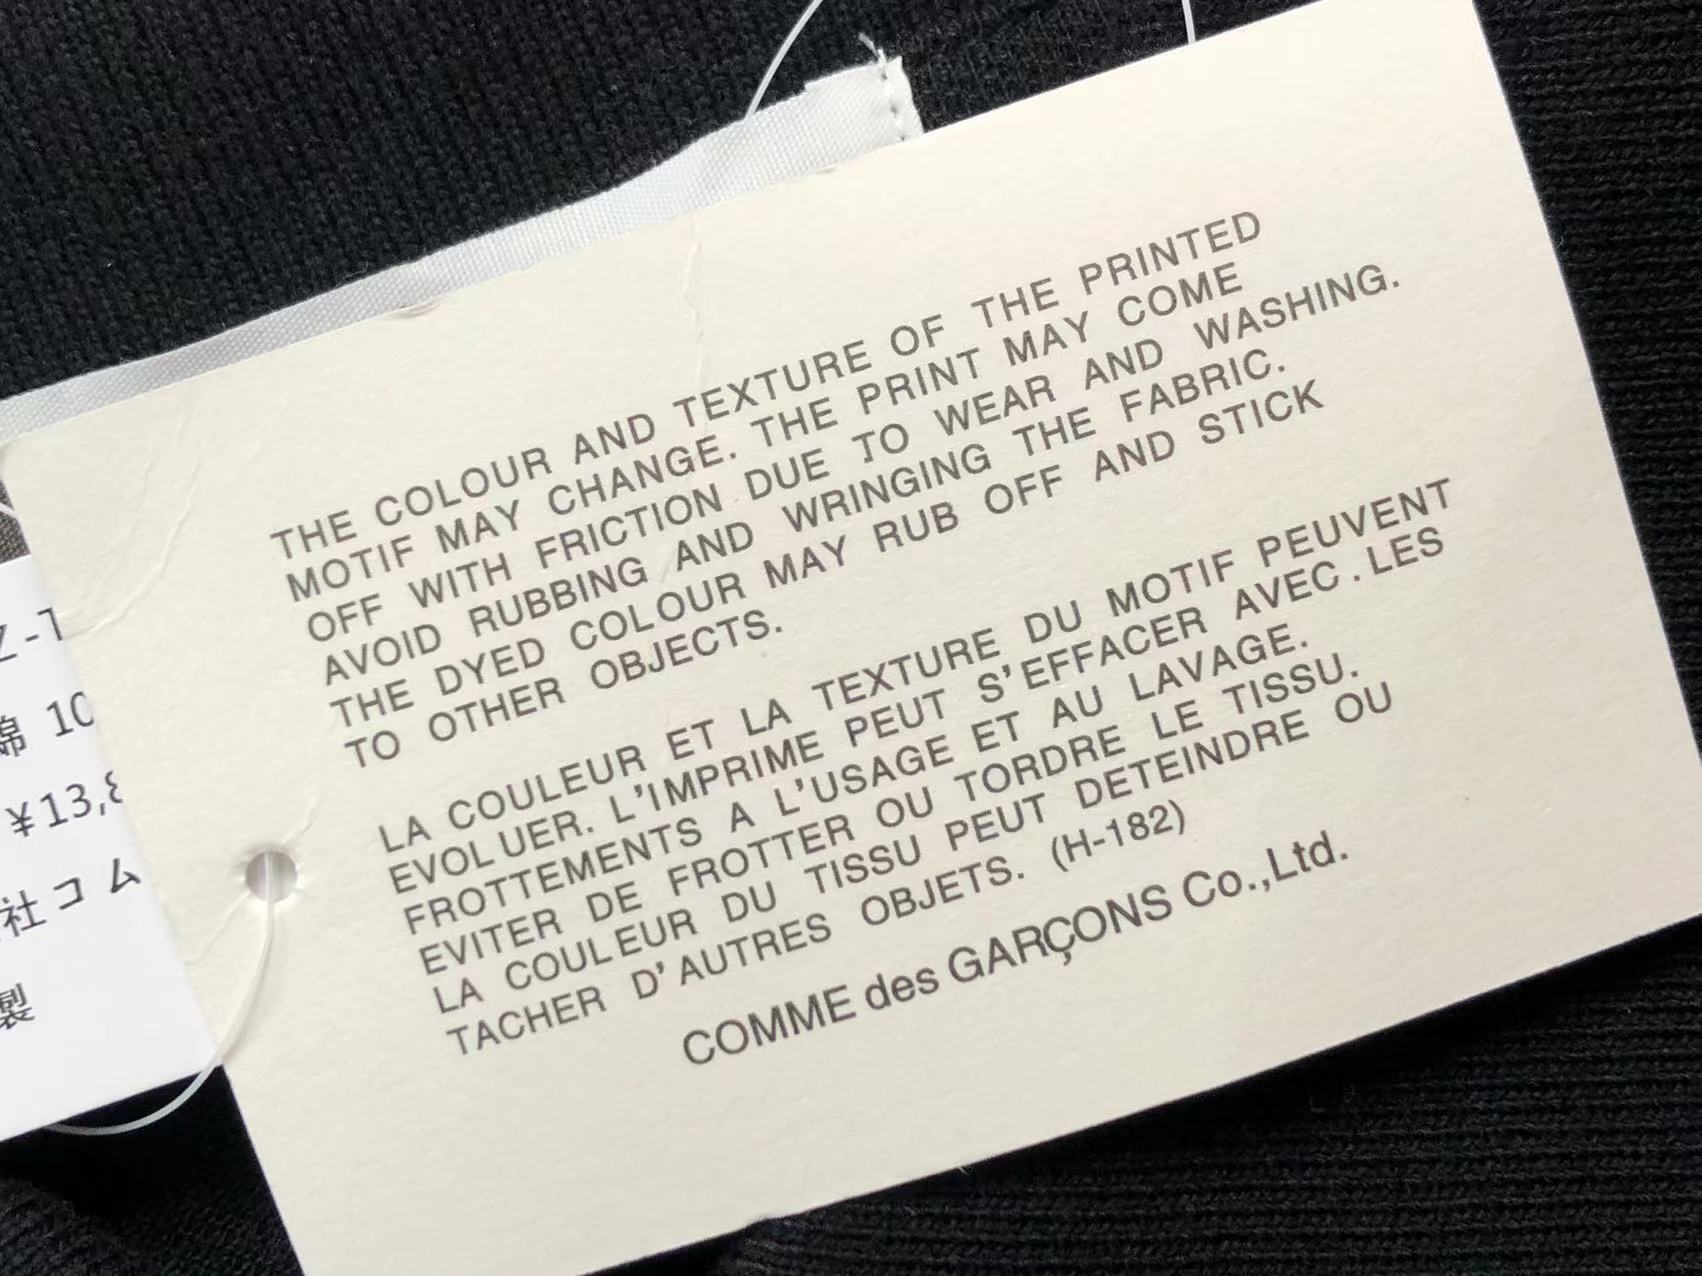 THE COLOUR AND TEXTURE OF THE PRINTED
MOTIF MAY CHANGE. THE PRINT MAY COME
OFF WITH FRICTION DUE TO WEAR AND WASHING.
AVOID RUBBING AND WRINGING THE FABRIC.
THE DYED COLOUR MAY RUB OFF AND STICK
TO OTHER OBJECTS.
LA COULEUR ET LA TEXTURE DU MOTIF PEUVENT
EVOLUER. L'IMPRIME PEUT S'EFFACER AVEC.LES
FROTTEMENTS A L'USAGE ET AU LAVAGE.
EVITER DE FROTTER OU TORDRE LE TISSU.
LA COULEUR DU TISSU PEUT DETEINDRE OU
TACHER D'AUTRES OBJETS. (H-182)
COMME des GARÇONS Co.,Ltd.
Z-T
綿 10
¥13,8
社コム
製